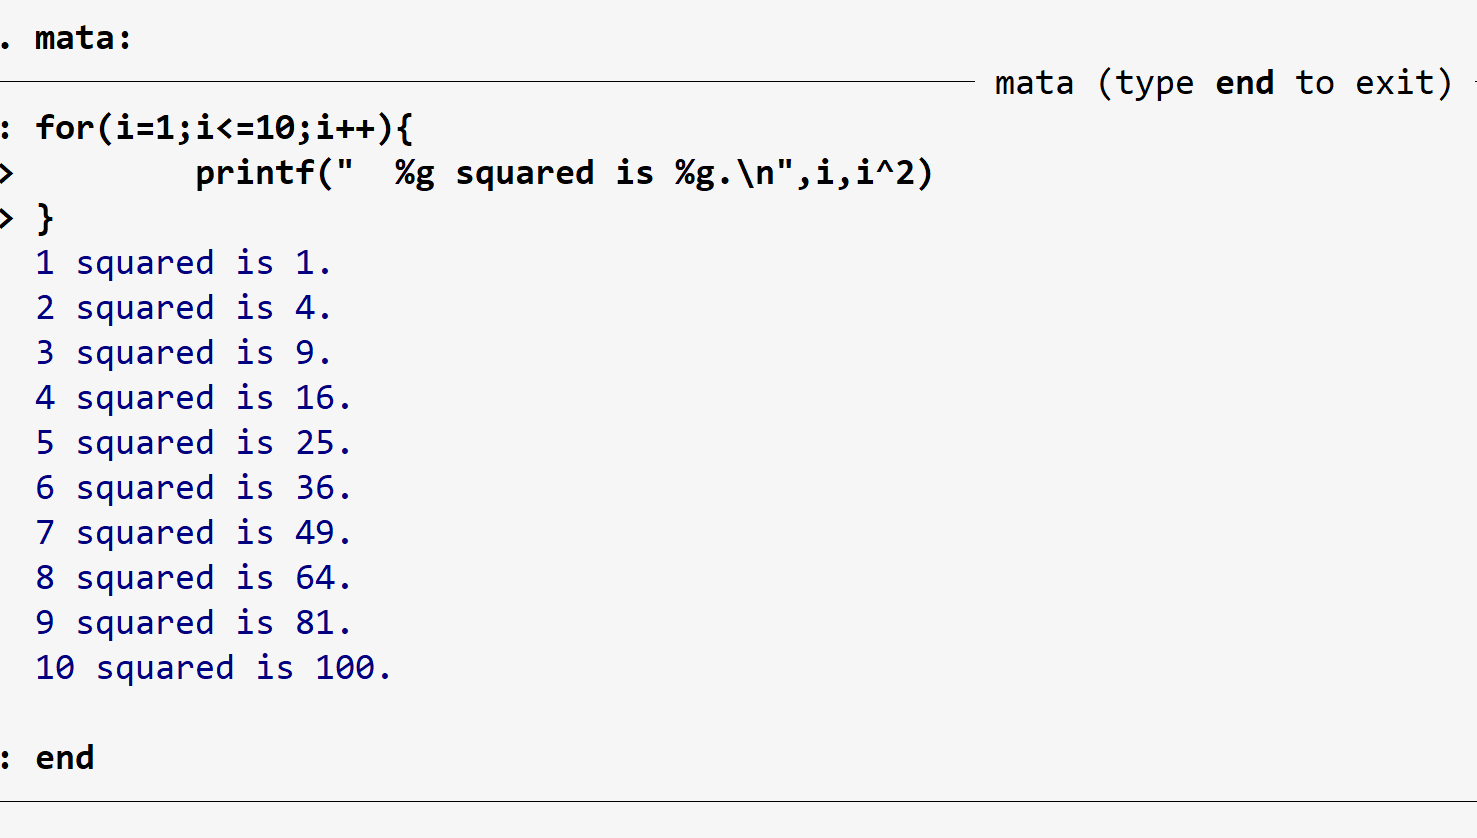 . mata:
mata (type end to exit)
: for(i=1;i<=10;i++){
>         printf("  %g squared is %g.\n",i,i^2)
> }
  1 squared is 1.
  2 squared is 4.
  3 squared is 9.
  4 squared is 16.
  5 squared is 25.
  6 squared is 36.
  7 squared is 49.
  8 squared is 64.
  9 squared is 81.
  10 squared is 100.
: end